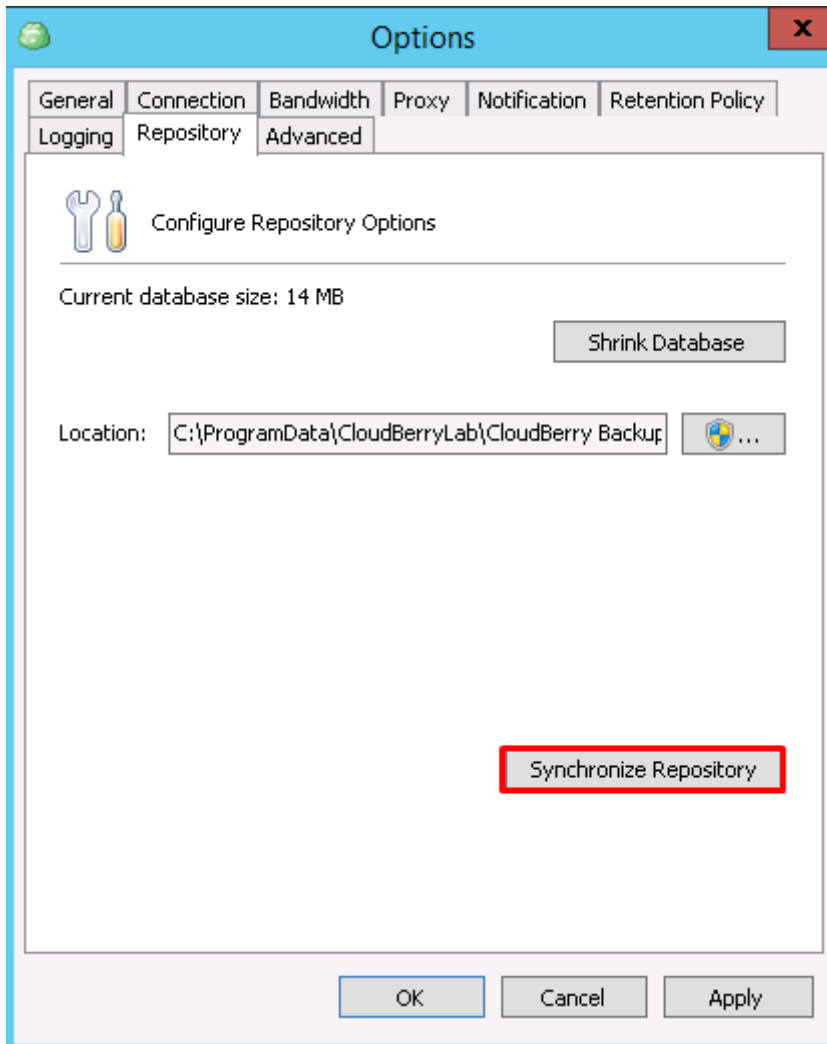 Options
x
General Connection Bandwidth Proxy Notification Retention Policy
Logging Repository Advanced
Configure Repository Options
Current database size: 14 MB
Shrink Database
Location: C:\ProgramData\CloudBerryLab\CloudBerry Backup ...
Synchronize Repository
OK Cancel Apply